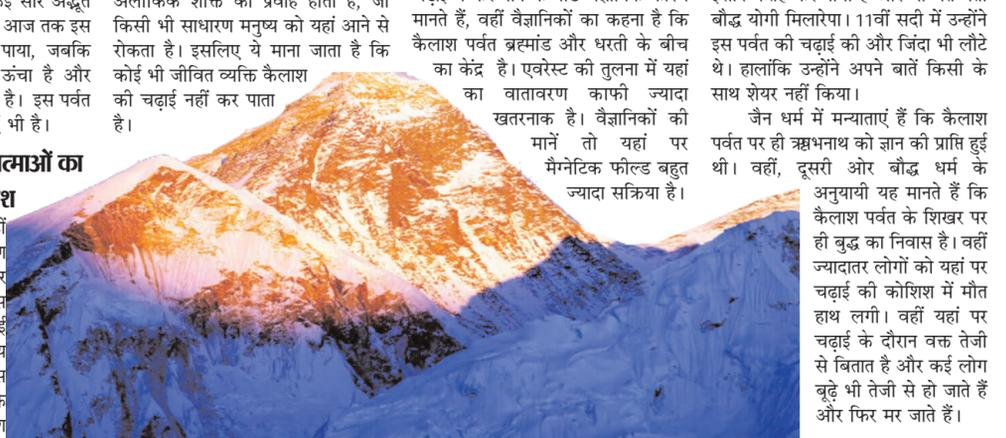 आज तक इस
पाया, जबकि
ऊंचा है और
है। इस पर्वत
भी है।
त्माओं का
किसी भी साधारण मनुष्य को यहां आने से
रोकता है। इसलिए ये माना जाता है कि
कोई भी जीवित व्यक्ति कैलाश
की चढ़ाई नहीं कर पाता
है।
मानते हैं, वहीं वैज्ञानिकों का कहना है कि
कैलाश पर्वत ब्रह्मांड और धरती के बीच
का केंद्र है। एवरेस्ट की तुलना में यहां
का वातावरण काफी ज्यादा
खतरनाक है। वैज्ञानिकों की
मानें तो यहां पर
मैग्नेटिक फील्ड बहुत
ज्यादा सक्रिया है।
बौद्ध योगी मिलारेपा। 11वीं सदी में उन्होंने
इस पर्वत की चढ़ाई की और जिंदा भी लौटे
थे। हालांकि उन्होंने अपने बातें किसी के
साथ शेयर नहीं किया।
जैन धर्म में मान्यताएं हैं कि कैलाश
पर्वत पर ही ऋषभनाथ को ज्ञान की प्राप्ति हुई
थी। वहीं, दूसरी ओर बौद्ध धर्म के
अनुयायी यह मानते हैं कि
कैलाश पर्वत के शिखर पर
ही बुद्ध का निवास है। वहीं
ज्यादातर लोगों को यहां पर
चढ़ाई की कोशिश में मौत
हाथ लगी। वहीं यहां पर
चढ़ाई के दौरान वक्त तेजी
से बितात है और कई लोग
बूढ़े भी तेजी से हो जाते हैं
और फिर मर जाते हैं।